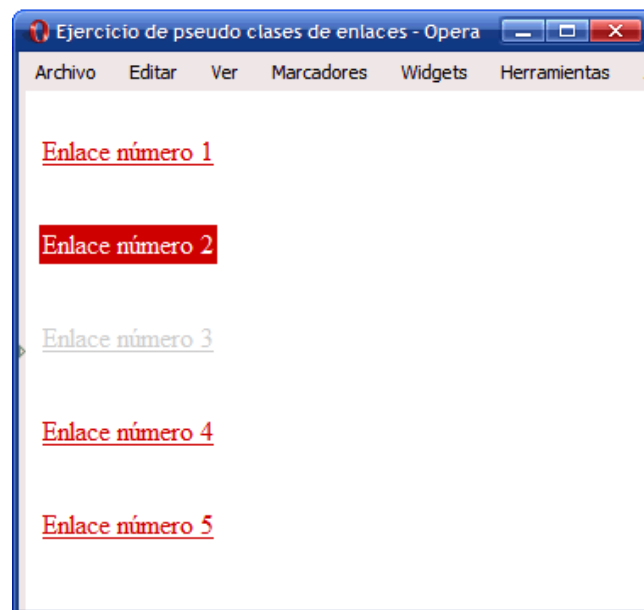 Ejercicio de pseudo clases de enlaces - Opera
Archivo Editar Ver Marcadores Widgets Herramientas
Enlace número 1
Enlace número 2
Enlace número 3
Enlace número 4
Enlace número 5